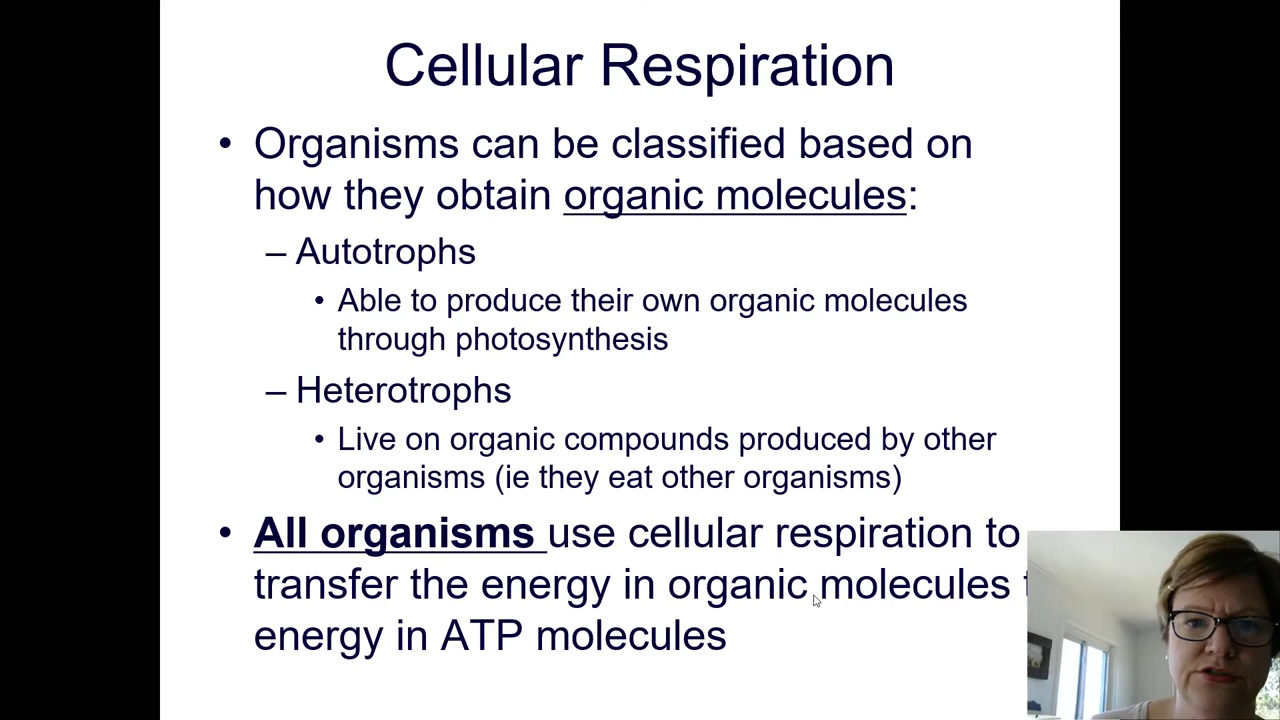 Cellular Respiration
• Organisms can be classified based on
how they obtain organic molecules:
– Autotrophs
• Able to produce their own organic molecules
through photosynthesis
– Heterotrophs
• Live on organic compounds produced by other
organisms (ie they eat other organisms)
• All organisms use cellular respiration to
transfer the energy in organic molecules
energy in ATP molecules